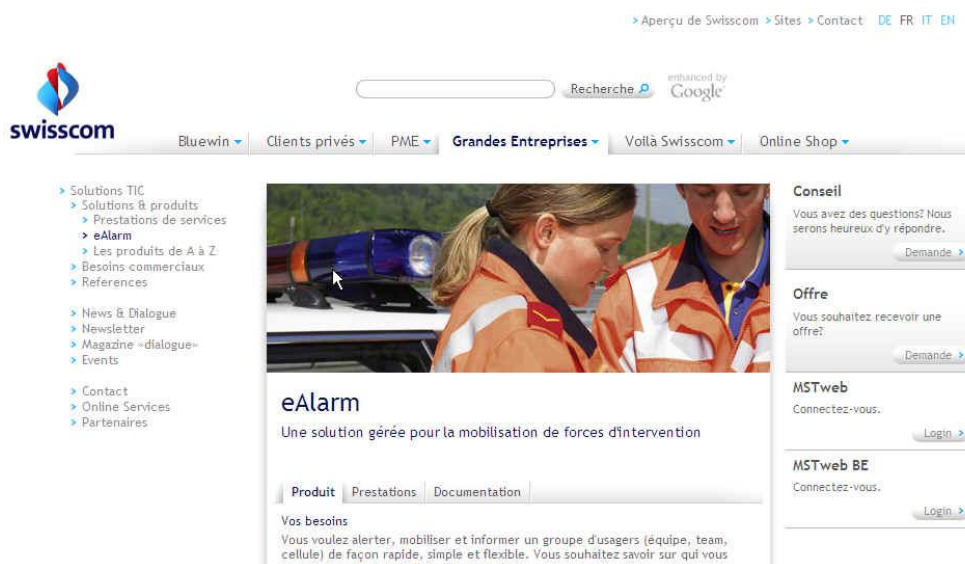 > Aperçu de Swisscom > Sites > Contact DE FR IT EN
Recherche
enhanced by
Google
swisscom
Bluewin Clients privés PME Grandes Entreprises Voilà Swisscom Online Shop
> Solutions TIC
> Solutions & produits
> Prestations de services
> eAlarm
> Les produits de A à Z
> Besoins commerciaux
> References
> News & Dialogue
> Newsletter
> Magazine «dialogue»
> Events
> Contact
> Online Services
> Partenaires
eAlarm
Une solution gérée pour la mobilisation de forces d'intervention
Produit Prestations Documentation
Vos besoins
Vous voulez alerter, mobiliser et informer un groupe d'usagers (équipe, team,
cellule) de façon rapide, simple et flexible. Vous souhaitez savoir sur qui vous
Conseil
Vous avez des questions? Nous
serons heureux d'y répondre.
Demande >
Offre
Vous souhaitez recevoir une
offre?
Demande >
MSTweb
Connectez-vous.
Login >
MSTweb BE
Connectez-vous.
Login >